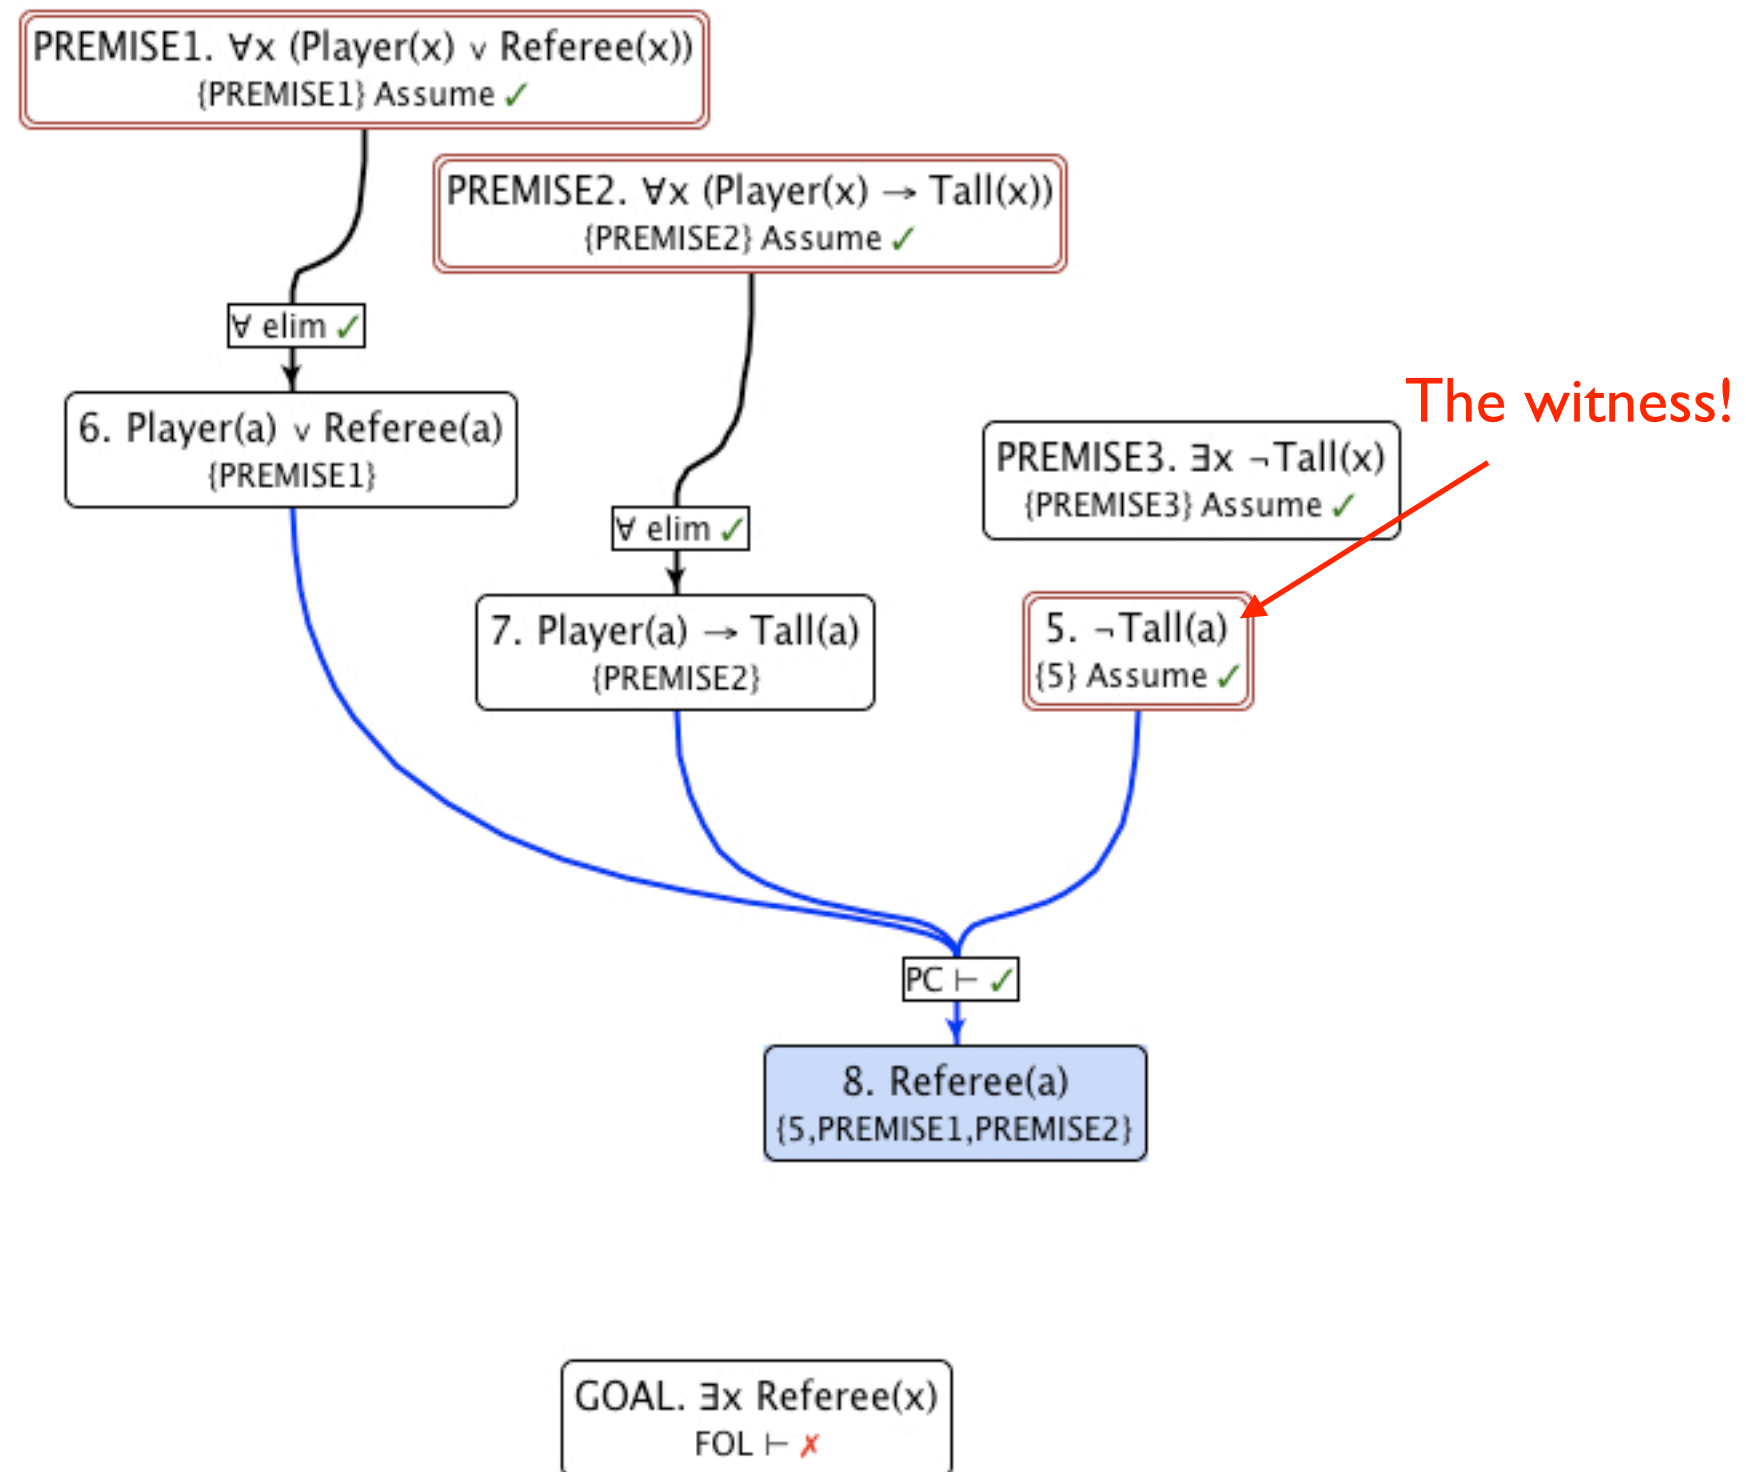 PREMISE1. ∀x (Player(x) ∨ Referee(x))
{PREMISE1} Assume ✓
PREMISE2. ∀x (Player(x) → Tall(x))
{PREMISE2} Assume ✓
∀ elim ✓
6. Player(a) ∨ Referee(a)
{PREMISE1}
The witness!
PREMISE3. ∃x ¬Tall(x)
{PREMISE3} Assume ✓
∀ elim ✓
7. Player(a) → Tall(a)
{PREMISE2}
5. ¬Tall(a)
{5} Assume ✓
PC ⊢ ✓
8. Referee(a)
{5,PREMISE1,PREMISE2}
GOAL. ∃x Referee(x)
FOL ⊢ ✗